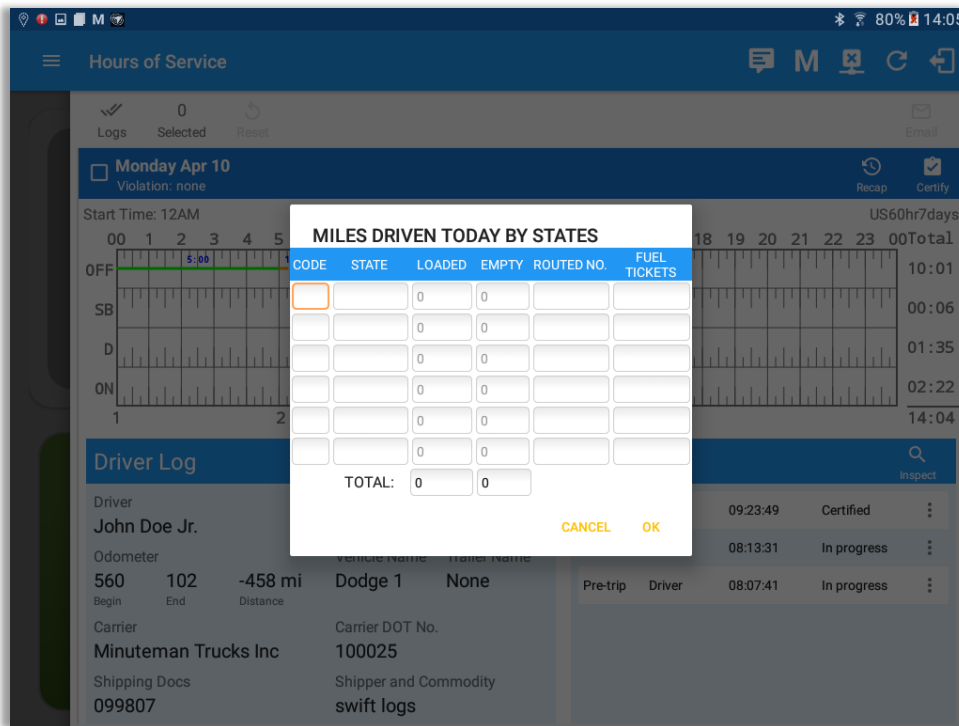 M 80% 14:05
Hours of Service M
Logs 0 Selected Reset Email
Monday Apr 10
Violation: none Recap Certify
Start Time: 12AM US60hr7days
00 1 2 3 4 5 18 19 20 21 22 23 00 Total
OFF 5:00 10:01
SB 00:06
D 01:35
ON 02:22
1 2 14:04
MILES DRIVEN TODAY BY STATES
CODE STATE LOADED EMPTY ROUTED NO. FUEL TICKETS
0 0
0 0
0 0
0 0
0 0
0 0
TOTAL: 0 0
CANCEL OK
Driver Log Inspect
Driver
John Doe Jr.
Odometer Vehicle Name Trailer Name
560 102 -458 mi Dodge 1 None
Begin End Distance
Carrier Carrier DOT No.
Minuteman Trucks Inc 100025
Shipping Docs Shipper and Commodity
099807 swift logs
09:23:49 Certified
08:13:31 In progress
Pre-trip Driver 08:07:41 In progress